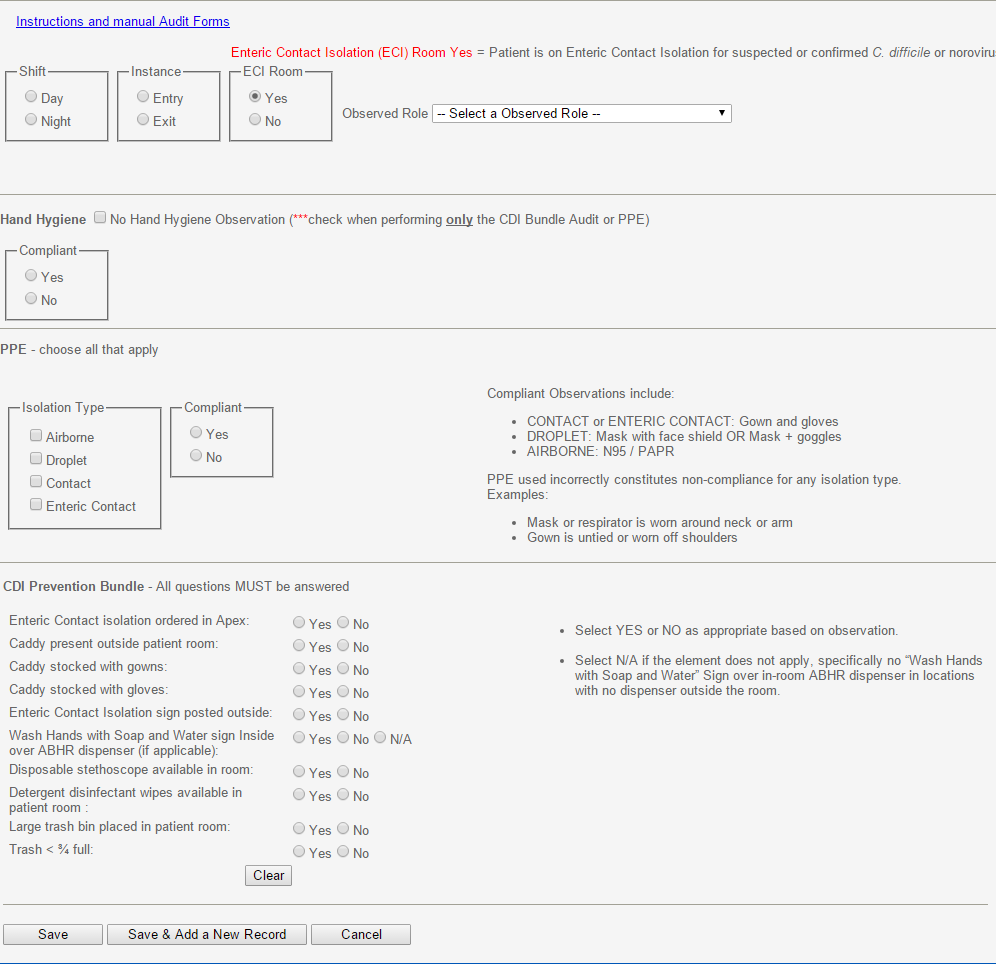 Instructions and manual Audit Forms
Enteric Contact Isolation (ECI) Room Yes = Patient is on Enteric Contact Isolation for suspected or confirmed C. difficile or
Shift Instance ECI Room
Day Entry Yes
Night Exit No
Observed Role -- Select a Observed Role --
Hand Hygiene No Hand Hygiene Observation (***check when performing only the CDI Bundle Audit or PPE)
Compliant
Yes
No
PPE - choose all that apply
Isolation Type
Airborne
Droplet
Contact
Enteric Contact
Compliant
Yes
No
Compliant Observations include:
• CONTACT or ENTERIC CONTACT: Gown and gloves
• DROPLET: Mask with face shield OR Mask + goggles
• AIRBORNE: N95 / PAPR
PPE used incorrectly constitutes non-compliance for any isolation type.
Examples:
• Mask or respirator is worn around neck or arm
• Gown is untied or worn off shoulders
CDI Prevention Bundle - All questions MUST be answered
Enteric Contact isolation ordered in Apex: Yes No
Caddy present outside patient room: Yes No
Caddy stocked with gowns: Yes No
Caddy stocked with gloves: Yes No
Enteric Contact Isolation sign posted outside: Yes No
Wash Hands with Soap and Water sign Inside
over ABHR dispenser (if applicable): Yes No N/A
Disposable stethoscope available in room: Yes No
Detergent disinfectant wipes available in
patient room : Yes No
Large trash bin placed in patient room: Yes No
Trash < ¾ full: Yes No
• Select YES or NO as appropriate based on observation.
• Select N/A if the element does not apply, specifically no “Wash Hands
with Soap and Water” Sign over in-room ABHR dispenser in locations
with no dispenser outside the room.
Clear
Save Save & Add a New Record Cancel